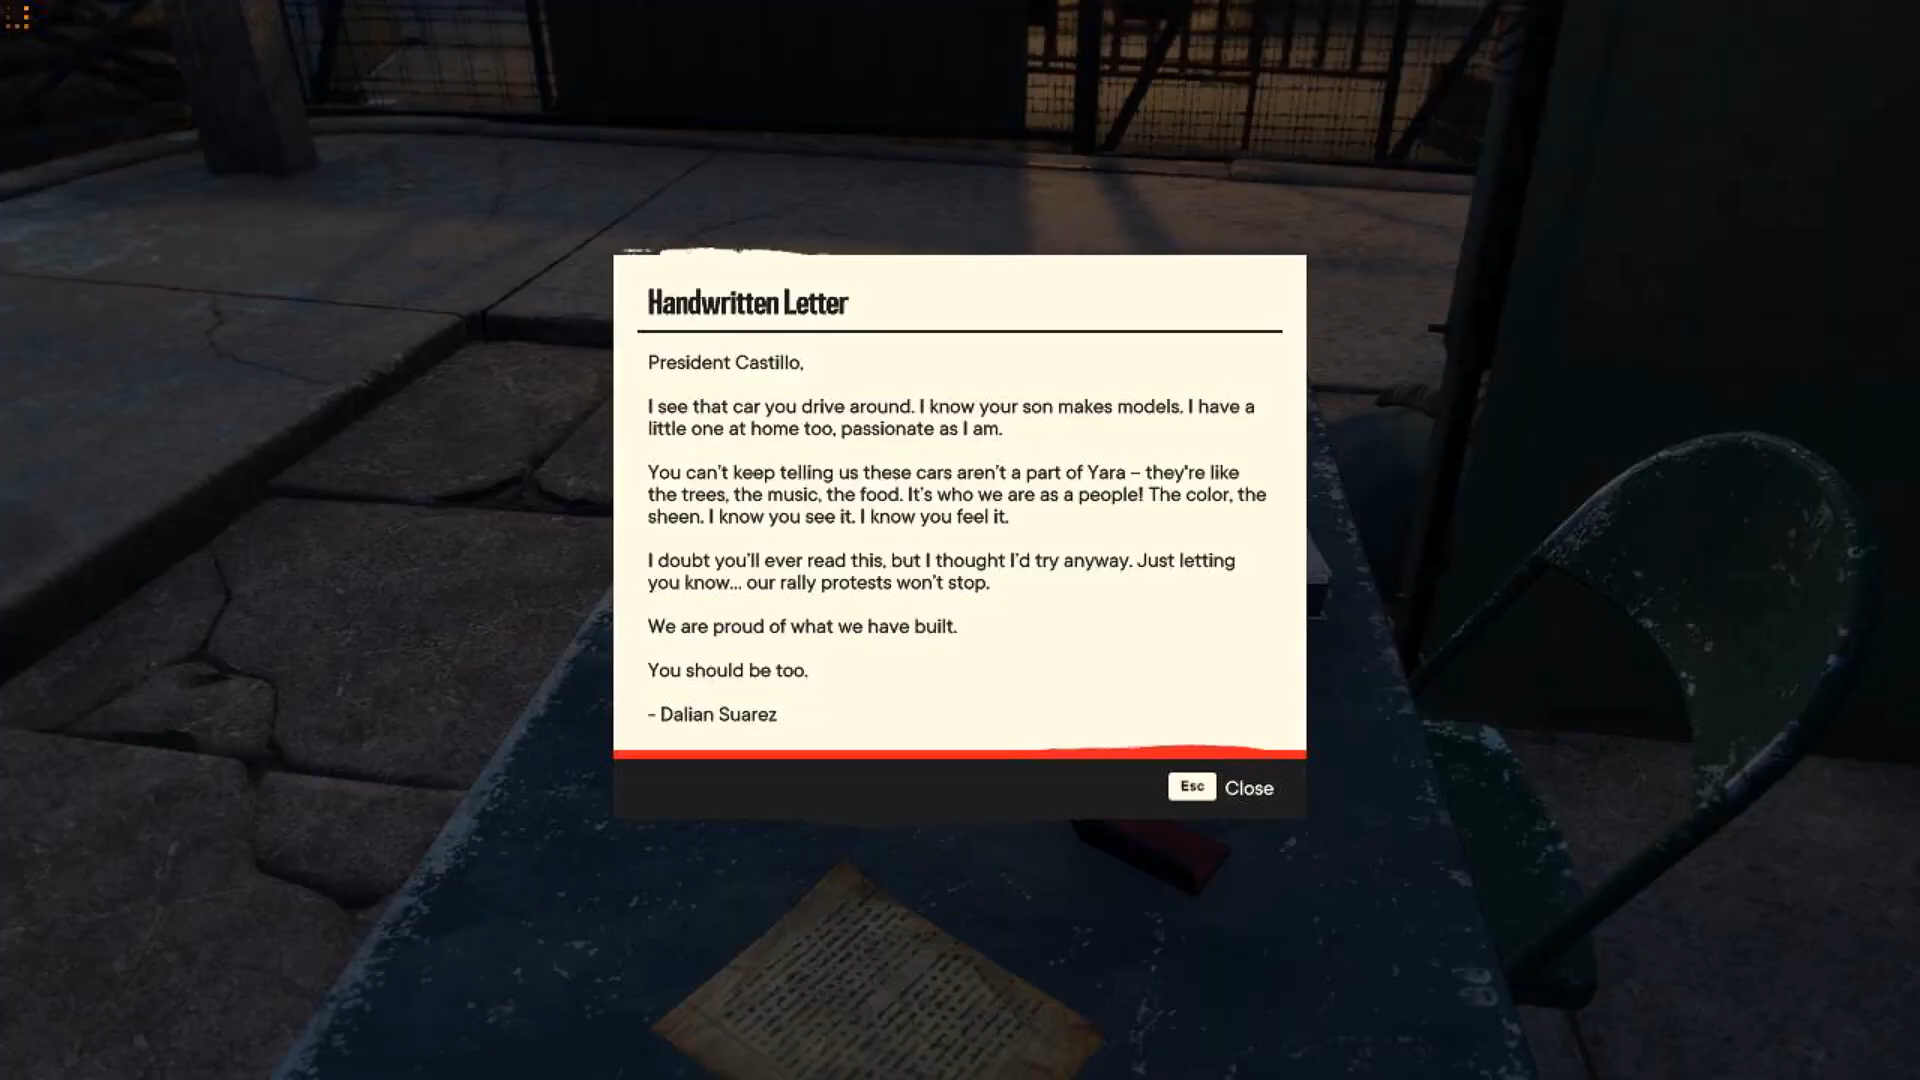 Handwritten Letter
President Castillo,
I see that car you drive around. I know your son makes models. I have a
little one at home too, passionate as I am.
You can't keep telling us these cars aren't a part of Yara – they're like
the trees, the music, the food. It's who we are as a people! The color, the
sheen. I know you see it. I know you feel it.
I doubt you'll ever read this, but I thought I'd try anyway. Just letting
you know... our rally protests won't stop.
We are proud of what we have built.
You should be too.
- Dalian Suarez
Esc Close